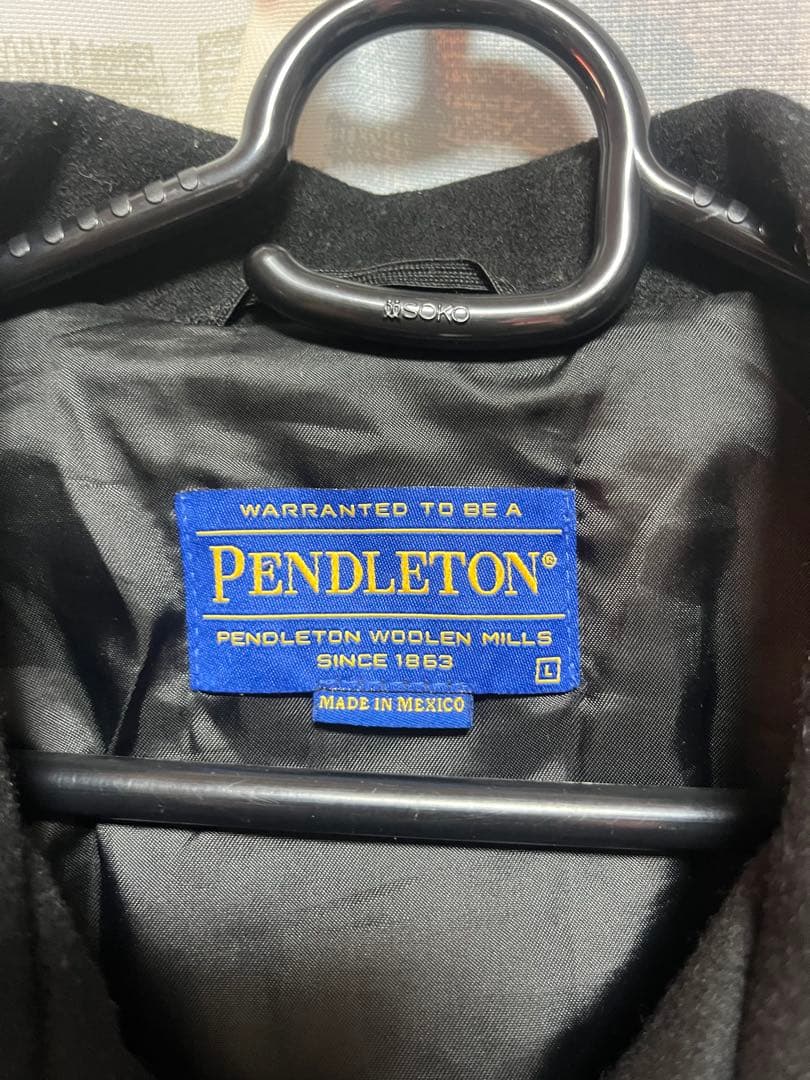 SOKO
WARRANTED TO BE A
PENDLETON®
PENDLETON WOOLEN MILLS
SINCE 1863
L
MADE IN MEXICO